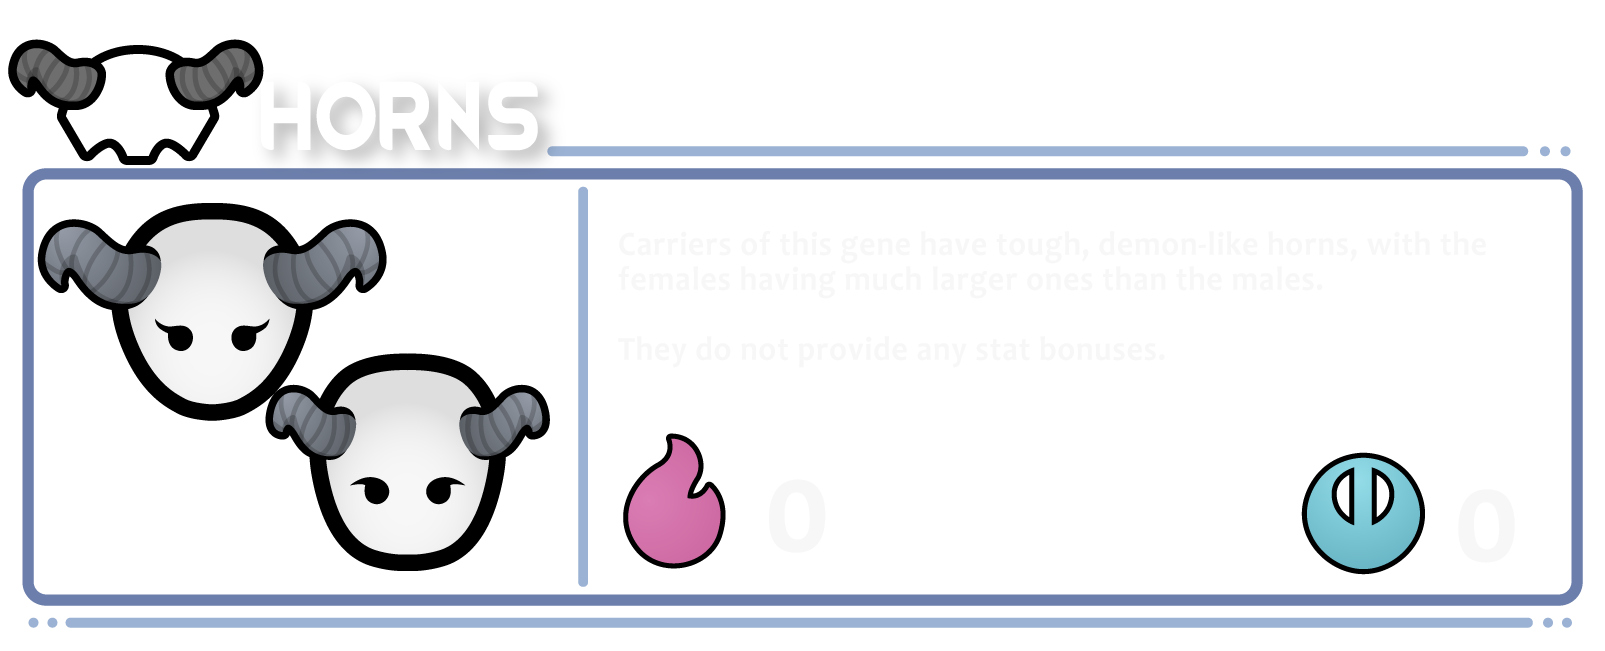 HORNS
Carriers of this gene have tough, demon-like horns, with the
females having much larger ones than the males.
They do not provide any stat bonuses.
0
0